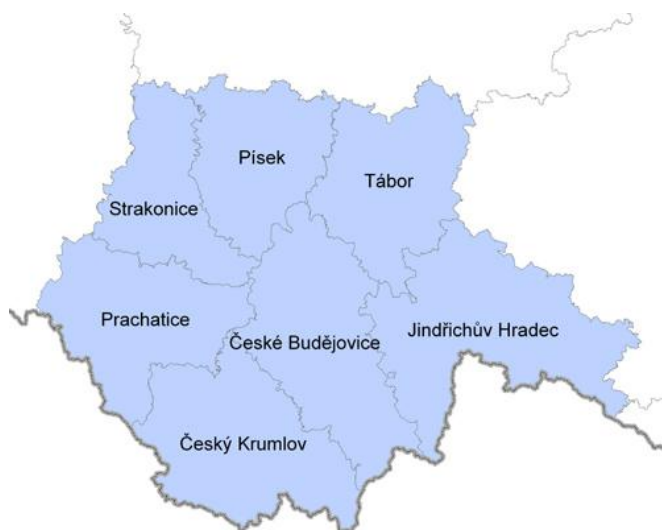 Písek
Tábor
Strakonice
Prachatice
České Budějovice
Jindřichův Hradec
Český Krumlov